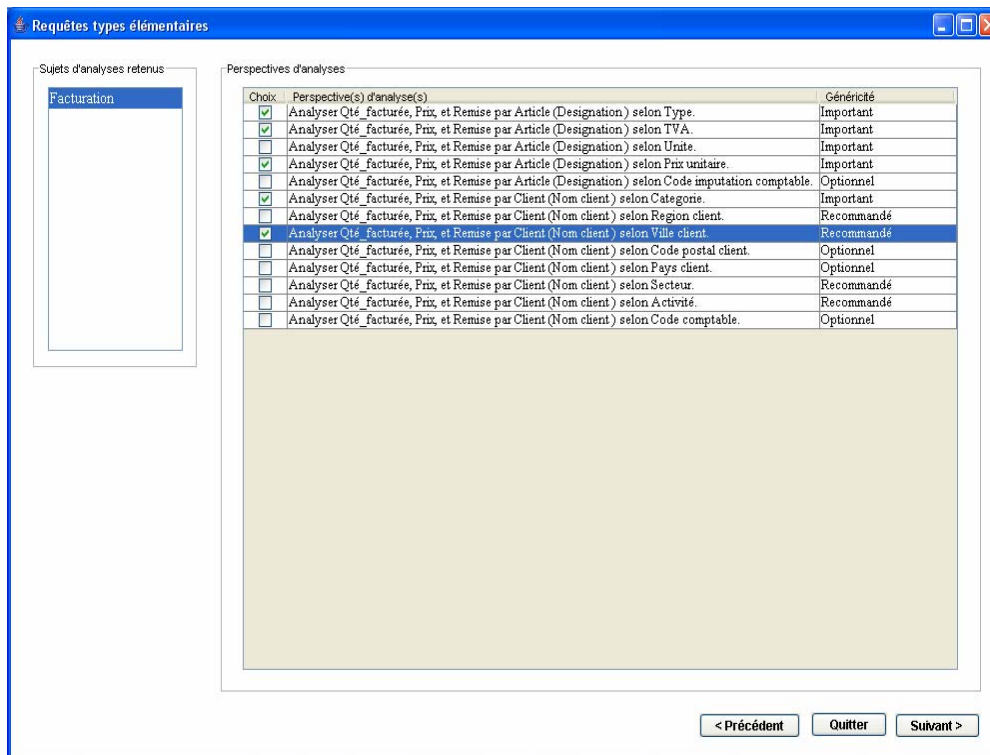 Requêtes types élémentaires
Sujets d'analyses retenus
Facturation
Perspectives d'analyses
Choix Perspective(s) d'analyse(s) Généricité
Analyser Qté_facturée, Prix, et Remise par Article (Designation ) selon Type. Important
Analyser Qté_facturée, Prix, et Remise par Article (Designation ) selon TVA. Important
Analyser Qté_facturée, Prix, et Remise par Article (Designation ) selon Unite. Important
Analyser Qté_facturée, Prix, et Remise par Article (Designation ) selon Prix unitaire. Important
Analyser Qté_facturée, Prix, et Remise par Article (Designation ) selon Code imputation comptable. Optionnel
Analyser Qté_facturée, Prix, et Remise par Client (Nom client ) selon Categorie. Important
Analyser Qté_facturée, Prix, et Remise par Client (Nom client ) selon Region client. Recommandé
Analyser Qté_facturée, Prix, et Remise par Client (Nom client ) selon Ville client. Recommandé
Analyser Qté_facturée, Prix, et Remise par Client (Nom client ) selon Code postal client. Optionnel
Analyser Qté_facturée, Prix, et Remise par Client (Nom client ) selon Pays client. Optionnel
Analyser Qté_facturée, Prix, et Remise par Client (Nom client ) selon Secteur. Recommandé
Analyser Qté_facturée, Prix, et Remise par Client (Nom client ) selon Activité. Recommandé
Analyser Qté_facturée, Prix, et Remise par Client (Nom client ) selon Code comptable. Optionnel
< Précédent Quitter Suivant >